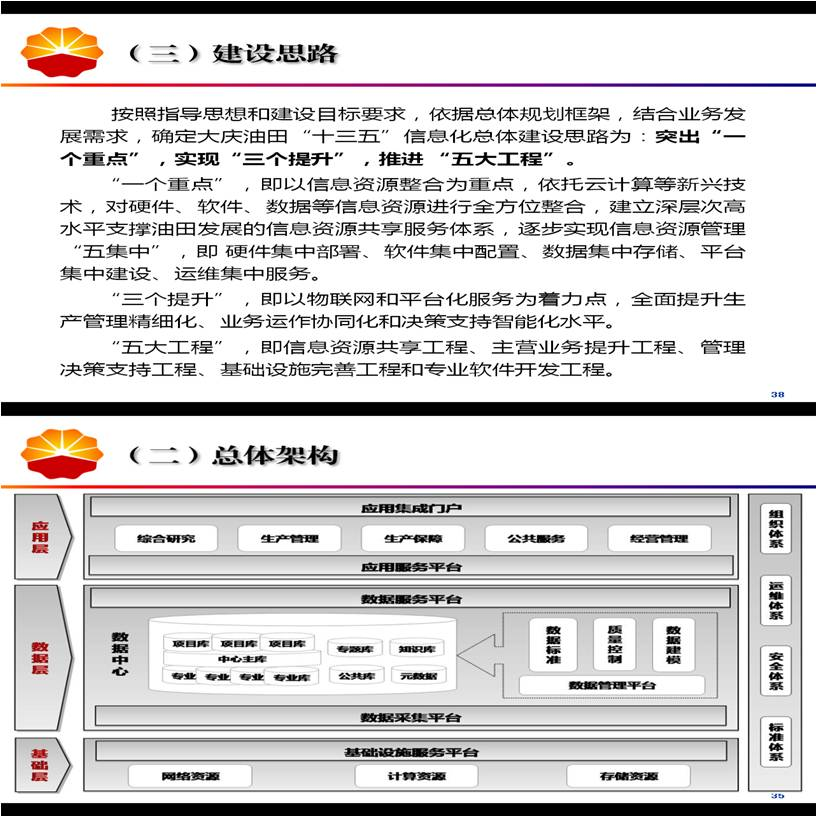 （三）建设思路
按照指导思想和建设目标要求，依据总体规划框架，结合业务发
展需求，确定大庆油田“十三五”信息化总体建设思路为：突出“一
个重点”，实现“三个提升”，推进“五大工程”。
“一个重点”，即以信息资源整合为重点，依托云计算等新兴技
术，对硬件、软件、数据等信息资源进行全方位整合，建立深层次高
水平支撑油田发展的信息资源共享服务体系，逐步实现信息资源管理
“五集中”，即 硬件集中部署、软件集中配置、数据集中存储、平台
集中建设、运维集中服务。
“三个提升”，即以物联网和平台化服务为着力点，全面提升生
产管理精细化、业务运作协同化和决策支持智能化水平。
“五大工程”，即信息资源共享工程、主营业务提升工程、管理
决策支持工程、基础设施完善工程和专业软件开发工程。
38
（二）总体架构
应用层
应用集成门户
综合研究 生产管理 生产保障 公共服务 经营管理
应用服务平台
数据层
数据服务平台
数据中心
项目库 项目库 项目库
中心主库
专业 专业 专业 专业库
专题库 知识库
公共库 元数据
数据标准 质量控制 数据建模
数据管理平台
数据采集平台
基础层
基础设施服务平台
网络资源 计算资源 存储资源
组织体系
运维体系
安全体系
标准体系
35